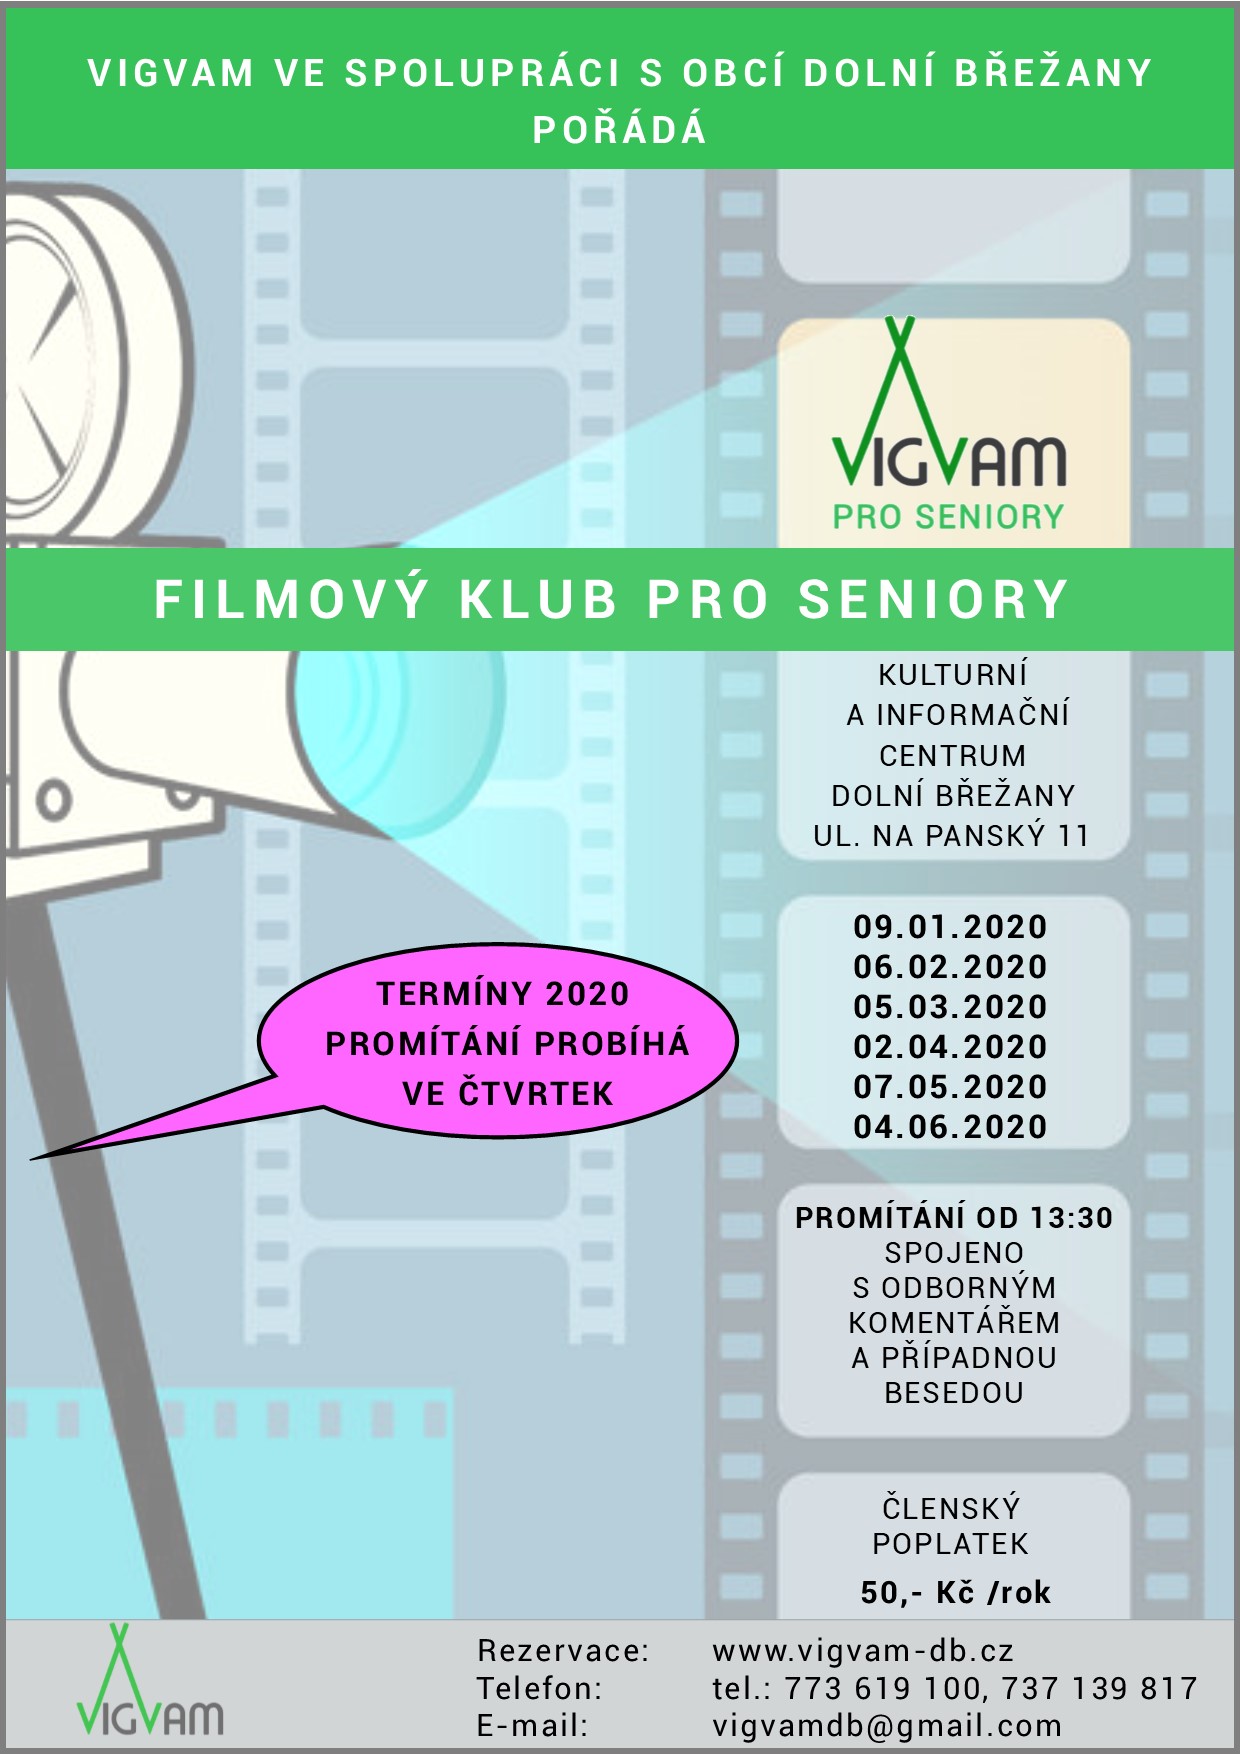 VIGVAM VE SPOLUPRÁCI S OBCÍ DOLNÍ BŘEŽANY
POŘÁDÁ
VIGVAM
PRO SENIORY
FILMOVÝ KLUB PRO SENIORY
KULTURNÍ
A INFORMAČNÍ
CENTRUM
DOLNÍ BŘEŽANY
UL. NA PANSKÝ 11
TERMÍNY 2020
PROMÍTÁNÍ PROBÍHÁ
VE ČTVRTEK
09.01.2020
06.02.2020
05.03.2020
02.04.2020
07.05.2020
04.06.2020
PROMÍTÁNÍ OD 13:30
SPOJENO
S ODBORNÝM
KOMENTÁŘEM
A PŘÍPADNOU
BESEDOU
ČLENSKÝ
POPLATEK
50,- Kč /rok
VIGVAM
Rezervace: www.vigvam-db.cz
Telefon: tel.: 773 619 100, 737 139 817
E-mail: vigvamdb@gmail.com